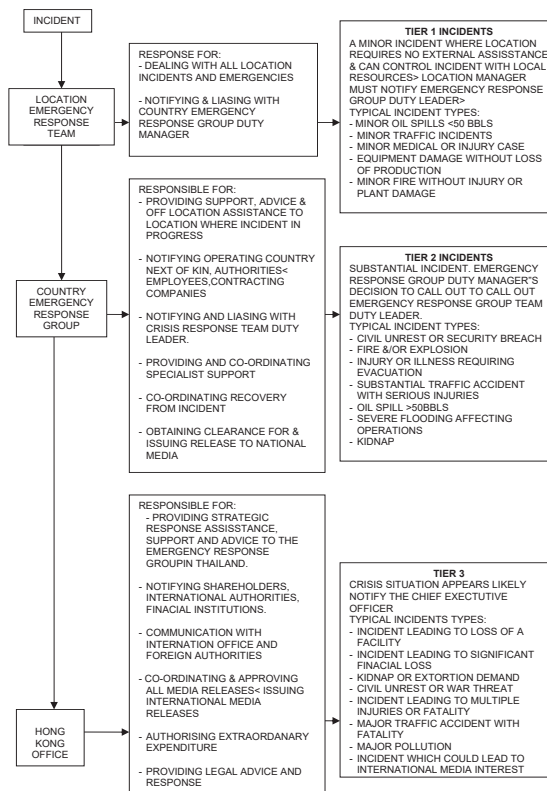 INCIDENT
LOCATION
EMERGENCY
RESPONSE
TEAM
RESPONSE FOR:
- DEALING WITH ALL LOCATION
INCIDENTS AND EMERGENCIES
- NOTIFYING & LIASING WITH
COUNTRY EMERGENCY
RESPONSE GROUP DUTY
MANAGER
TIER 1 INCIDENTS
A MINOR INCIDENT WHERE LOCATION
REQUIRES NO EXTERNAL ASSISTANCE
& CAN CONTROL INCIDENT WITH LOCAL
RESOURCES> LOCATION MANAGER
MUST NOTIFY EMERGENCY RESPONSE
GROUP DUTY LEADER>
TYPICAL INCIDENT TYPES:
- MINOR OIL SPILLS <50 BBLS
- MINOR TRAFFIC INCIDENTS
- MINOR MEDICAL OR INJURY CASE
- EQUIPMENT DAMAGE WITHOUT LOSS
OF PRODUCTION
- MINOR FIRE WITHOUT INJURY OR
PLANT DAMAGE
COUNTRY
EMERGENCY
RESPONSE
GROUP
RESPONSIBLE FOR:
- PROVIDING SUPPORT, ADVICE &
OFF LOCATION ASSISTANCE TO
LOCATION WHERE INCIDENT IN
PROGRESS
- NOTIFYING OPERATING COUNTRY
NEXT OF KIN, AUTHORITIES<
EMPLOYEES,CONTRACTING
COMPANIES
- NOTIFYING AND LIASING WITH
CRISIS RESPONSE TEAM DUTY
LEADER.
- PROVIDING AND CO-ORDINATING
SPECIALIST SUPPORT
- CO-ORDINATING RECOVERY
FROM INCIDENT
- OBTAINING CLEARANCE FOR &
ISSUING RELEASE TO NATIONAL
MEDIA
TIER 2 INCIDENTS
SUBSTANTIAL INCIDENT. EMERGENCY
RESPONSE GROUP DUTY MANAGER"S
DECISION TO CALL OUT TO CALL OUT
EMERGENCY RESPONSE GROUP TEAM
DUTY LEADER.
TYPICAL INCIDENT TYPES:
- CIVIL UNREST OR SECURITY BREACH
- FIRE &/OR EXPLOSION
- INJURY OR ILLNESS REQUIRING
EVACUATION
- SUBSTANTIAL TRAFFIC ACCIDENT
WITH SERIOUS INJURIES
- OIL SPILL >50BBLS
- SEVERE FLOODING AFFECTING
OPERATIONS
- KIDNAP
HONG
KONG
OFFICE
RESPONSIBLE FOR:
- PROVIDING STRATEGIC
RESPONSE ASSISSTANCE,
SUPPORT AND ADVICE TO THE
EMERGENCY RESPONSE
GROUPIN THAILAND.
- NOTIFYING SHAREHOLDERS,
INTERNATIONAL AUTHORITIES,
FINACIAL INSTITUTIONS.
- COMMUNICATION WITH
INTERNATION OFFICE AND
FOREIGN AUTHORITIES
- CO-ORDINATING & APPROVING
ALL MEDIA RELEASES< ISSUING
INTERNATIONAL MEDIA
RELEASES
- AUTHORISING EXTRAORDANARY
EXPENDITURE
- PROVIDING LEGAL ADVICE AND
RESPONSE
TIER 3
CRISIS SITUATION APPEARS LIKELY
NOTIFY THE CHIEF EXECTUTIVE
OFFICER
TYPICAL INCIDENTS TYPES:
- INCIDENT LEADING TO LOSS OF A
FACILITY
- INCIDENT LEADING TO SIGNIFICANT
FINACIAL LOSS
- KIDNAP OR EXTORTION DEMAND
- CIVIL UNREST OR WAR THREAT
- INCIDENT LEADING TO MULTIPLE
INJURIES OR FATALITY
- MAJOR TRAFFIC ACCIDENT WITH
FATALITY
- MAJOR POLLUTION
- INCIDENT WHICH COULD LEAD TO
INTERNATIONAL MEDIA INTEREST